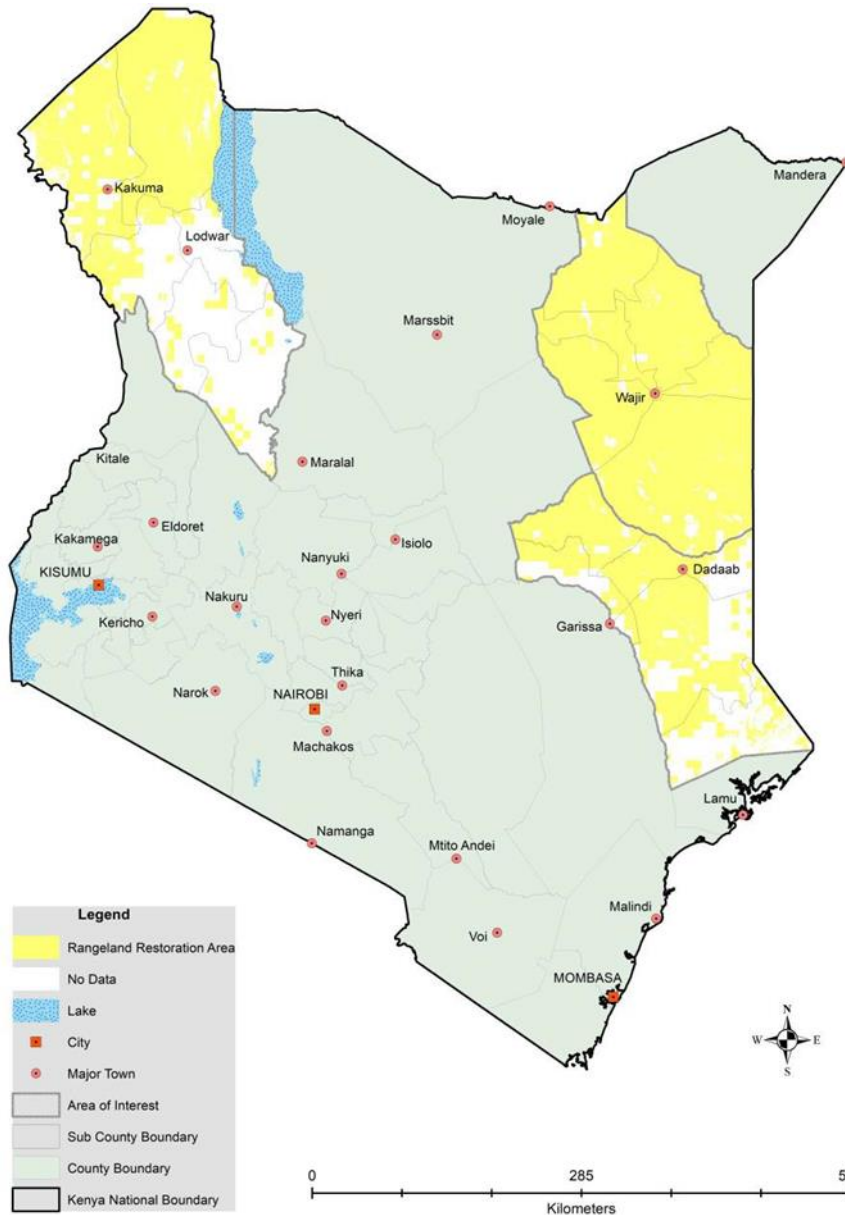 Kakuma
Mandera
Moyale
Lodwar
Marssbit
Wajir
Maralal
Kitale
Eldoret
Kakamega
Isiolo
Nanyuki
Dadaab
KISUMU
Nakuru
Nyeri
Kericho
Garissa
Thika
Narok
NAIROBI
Machakos
Lamu
Namanga
Mtito Andei
Malindi
Voi
MOMBASA
Legend
Rangeland Restoration Area
No Data
Lake
City
Major Town
Area of Interest
Sub County Boundary
County Boundary
Kenya National Boundary
N
W E
S
0 285 5
Kilometers